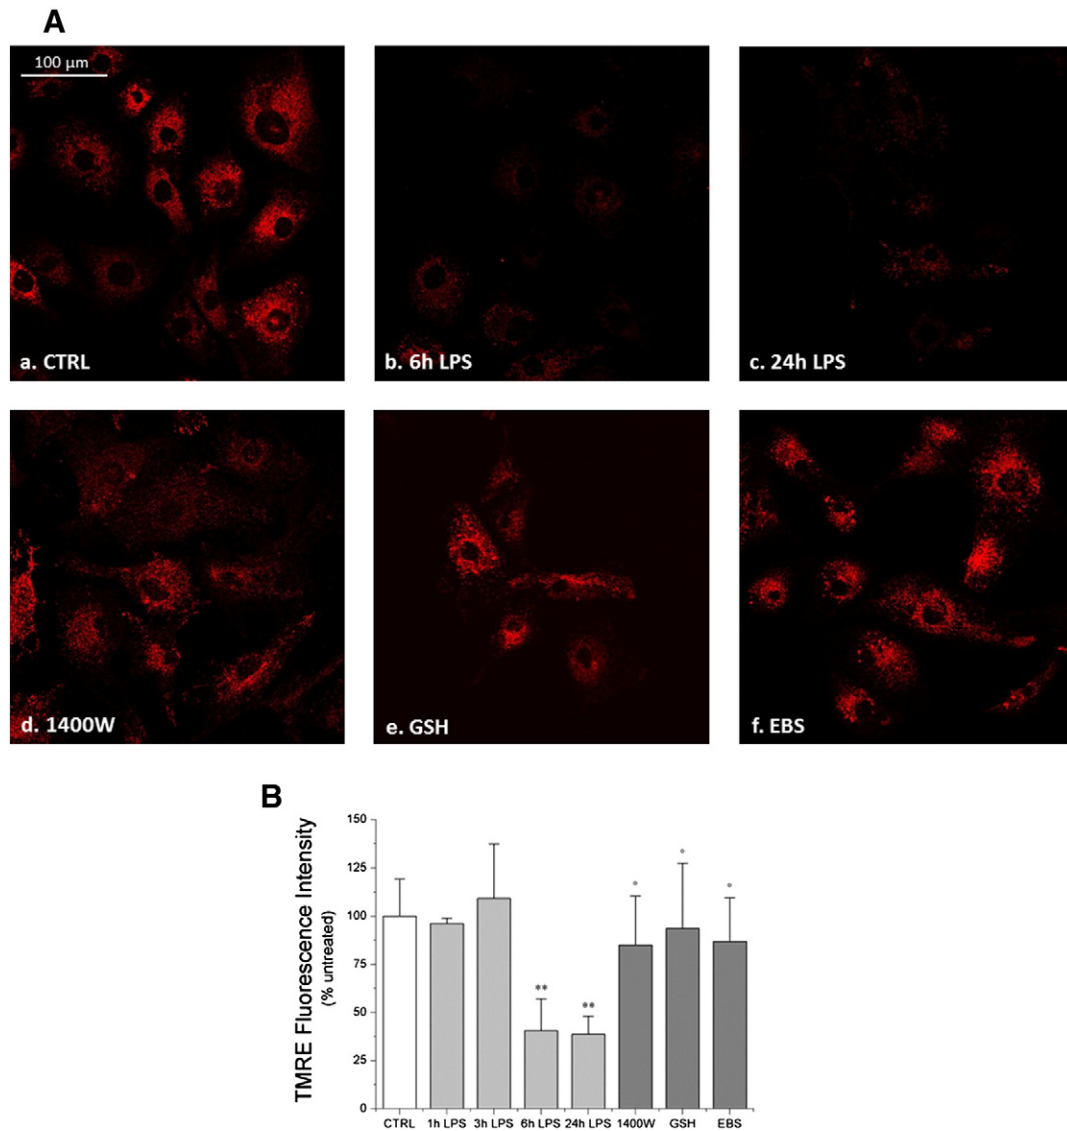 A
100 µm
a. CTRL
b. 6h LPS
c. 24h LPS
d. 1400W
e. GSH
f. EBS
B
TMRE Fluorescence Intensity
(% untreated)
150
125
100
75
50
25
0
** ** ° ° °
CTRL 1h LPS 3h LPS 6h LPS 24h LPS 1400W GSH EBS